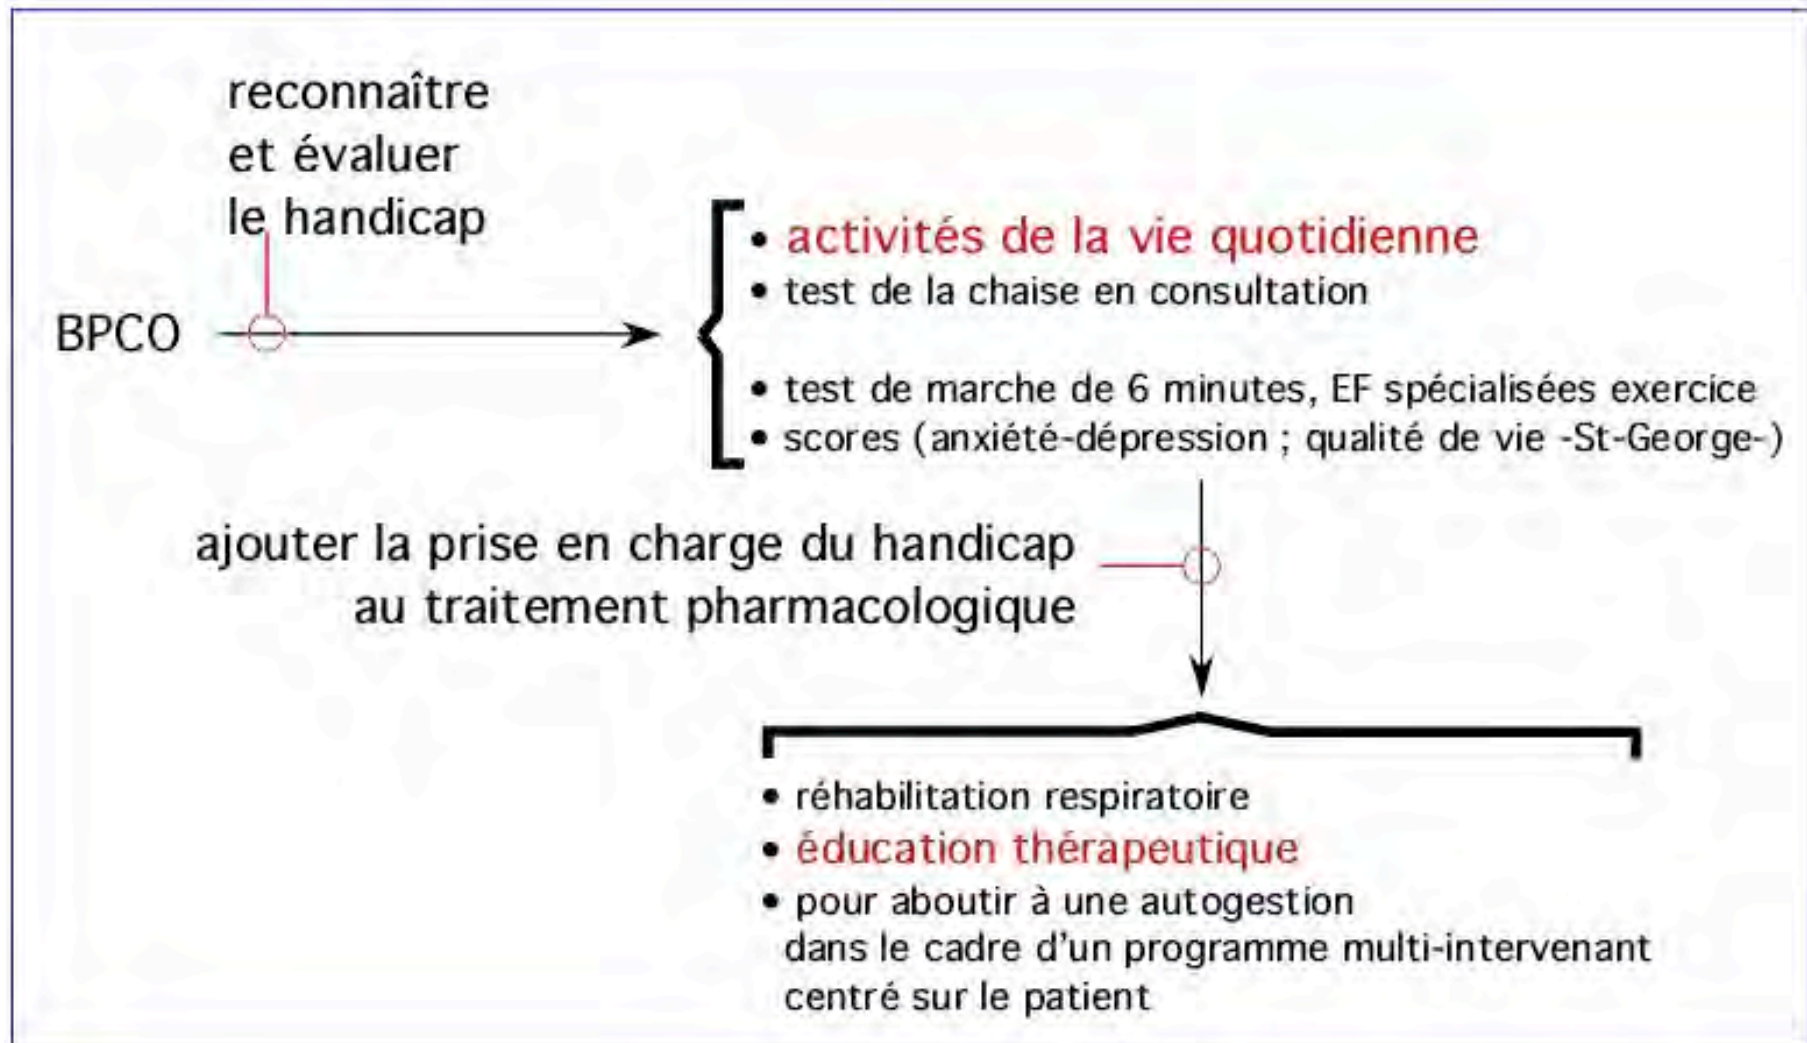 reconnaître
et évaluer
le handicap
BPCO
• activités de la vie quotidienne
• test de la chaise en consultation
• test de marche de 6 minutes, EF spécialisées exercice
• scores (anxiété-dépression ; qualité de vie -St-George-)
ajouter la prise en charge du handicap
au traitement pharmacologique
• réhabilitation respiratoire
• éducation thérapeutique
• pour aboutir à une autogestion
dans le cadre d'un programme multi-intervenant
centré sur le patient